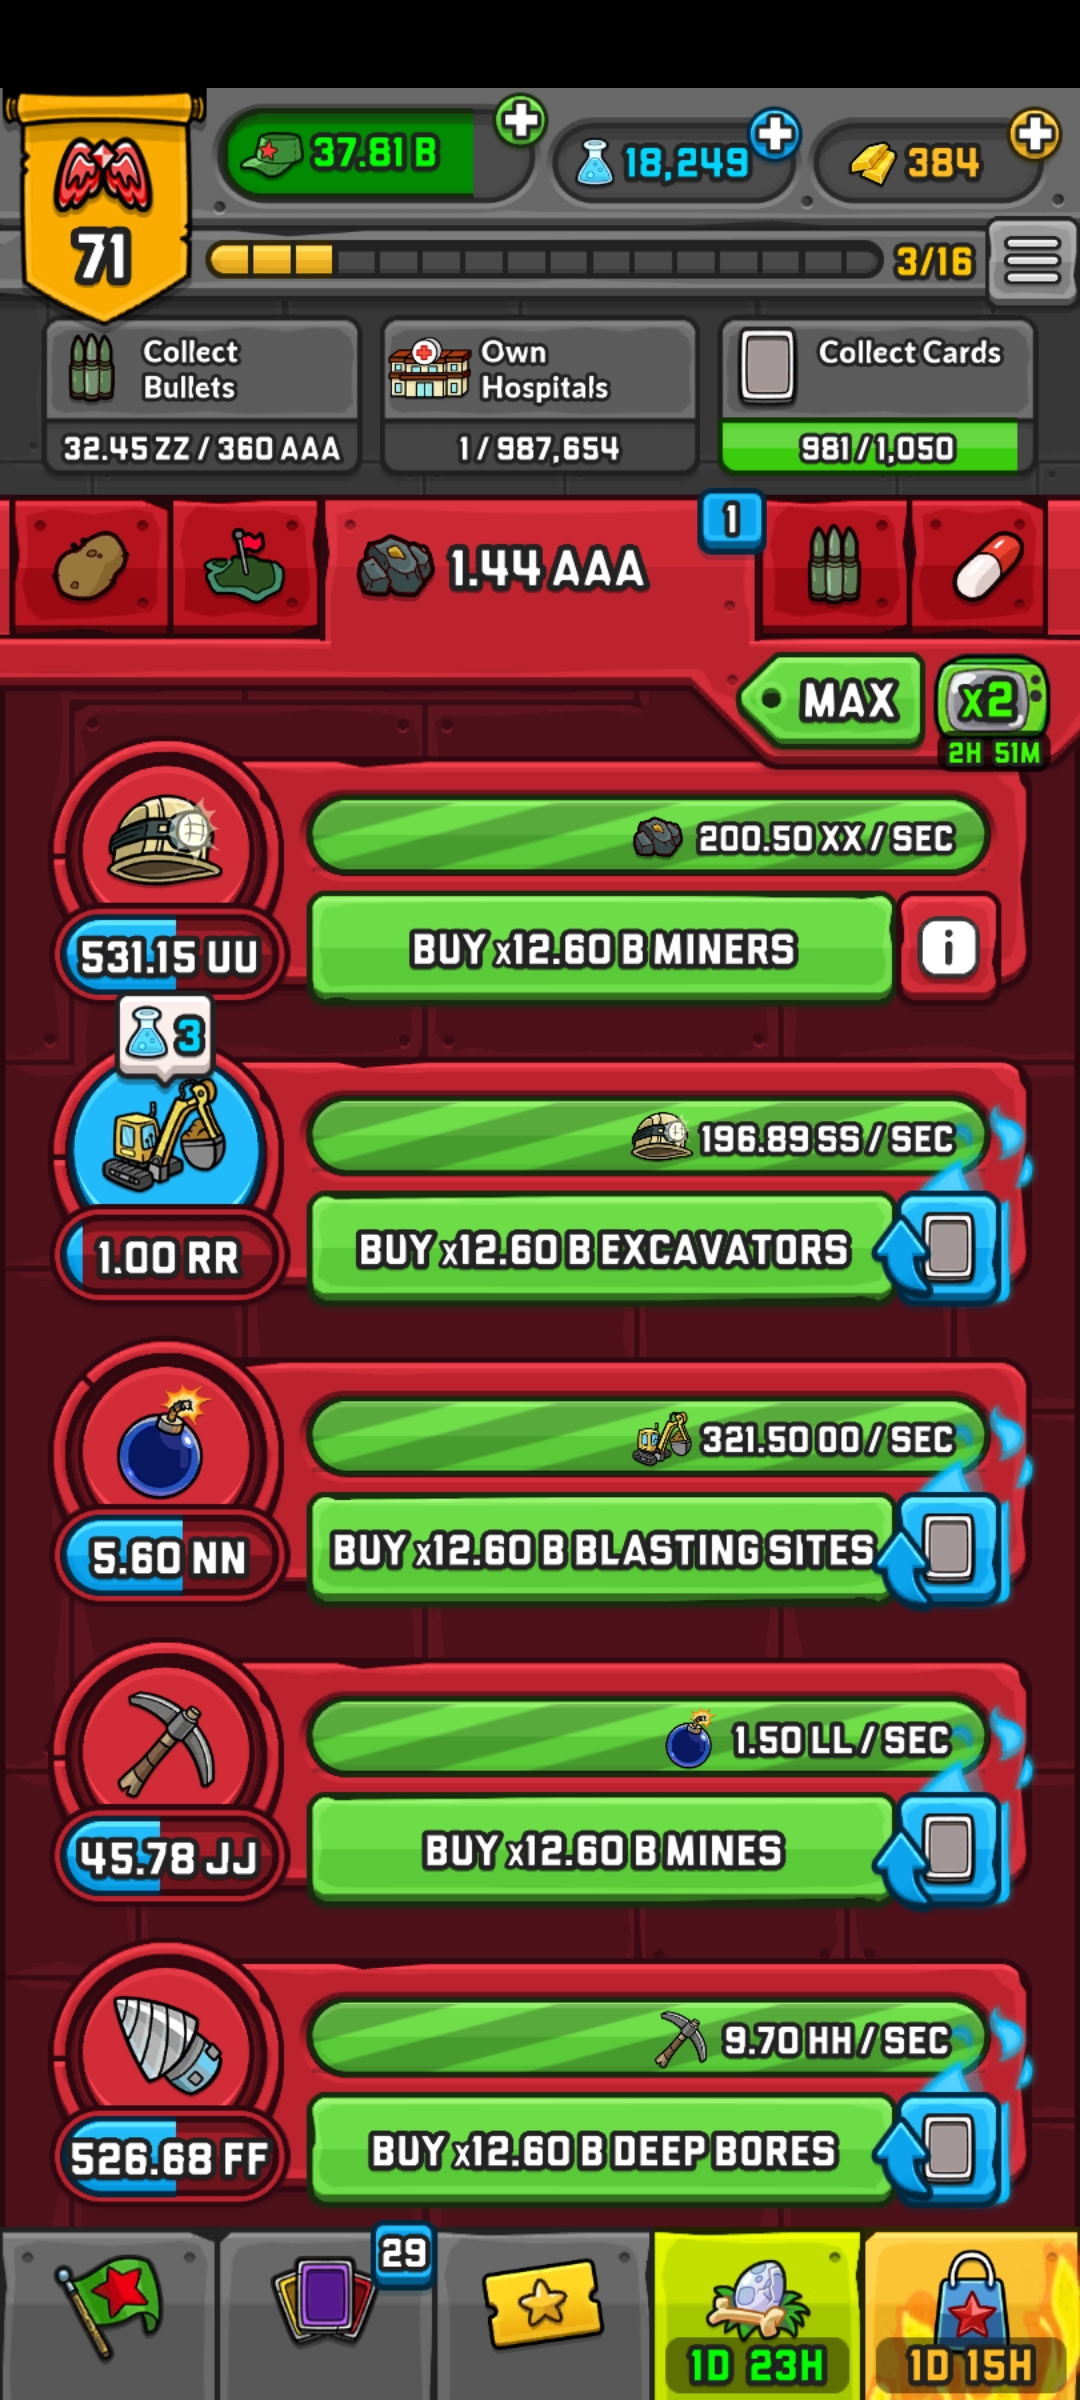 71
37.81 B
18,249
384
3/16
Collect
Bullets
32.45 ZZ / 360 AAA
Own
Hospitals
1 / 987,654
Collect Cards
981 / 1,050
1.44 AAA
1
MAX
x2
2H 51M
200.50 XX / SEC
531.15 UU
BUY x12.60 B MINERS
i
3
196.89 SS / SEC
1.00 RR
BUY x12.60 B EXCAVATORS
321.50 OO / SEC
5.60 NN
BUY x12.60 B BLASTING SITES
1.50 LL / SEC
45.78 JJ
BUY x12.60 B MINES
9.70 HH / SEC
526.68 FF
BUY x12.60 B DEEP BORES
29
1D 23H
1D 15H